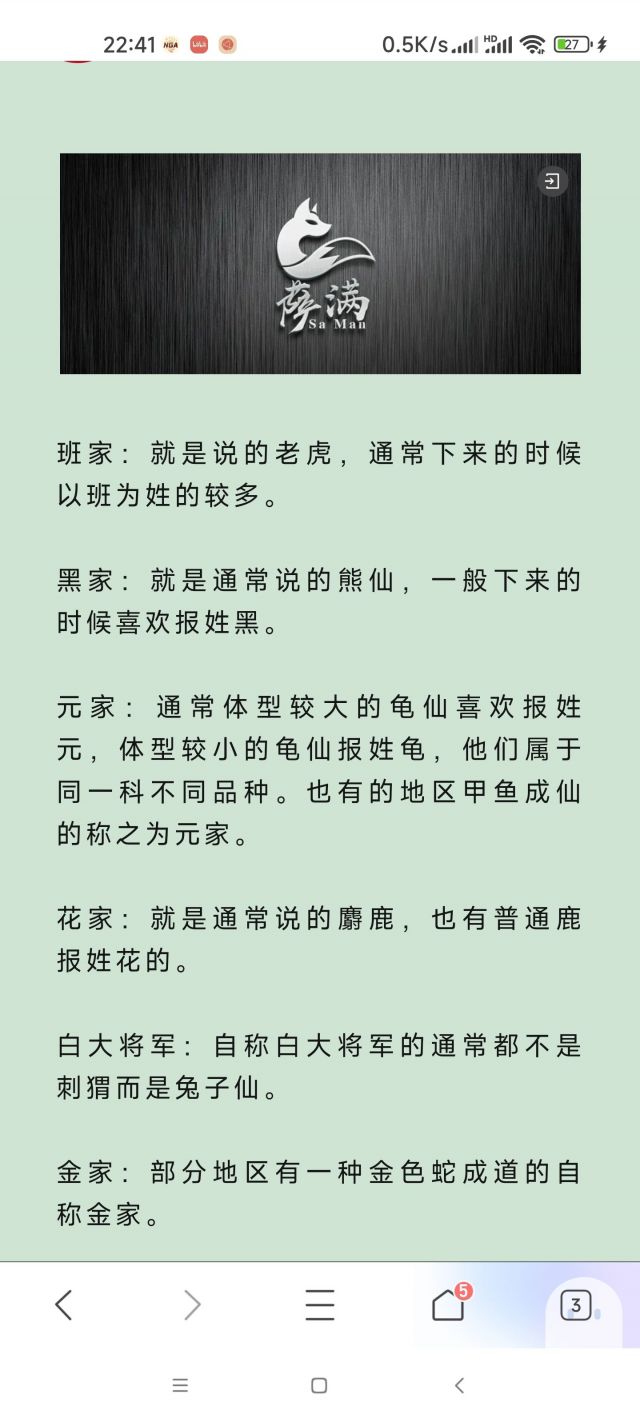 22:41
0.5K/s
HD
27
萨满
Sa Man
班家：就是说的老虎，通常下来的时候
以班为姓的较多。
黑家：就是通常说的熊仙，一般下来的
时候喜欢报姓黑。
元家：通常体型较大的龟仙喜欢报姓
元，体型较小的龟仙报姓龟，他们属于
同一科不同品种。也有的地区甲鱼成仙
的称之为元家。
花家：就是通常说的麝鹿，也有普通鹿
报姓花的。
白大将军：自称白大将军的通常都不是
刺猬而是兔子仙。
金家：部分地区有一种金色蛇成道的自
称金家。
5
3